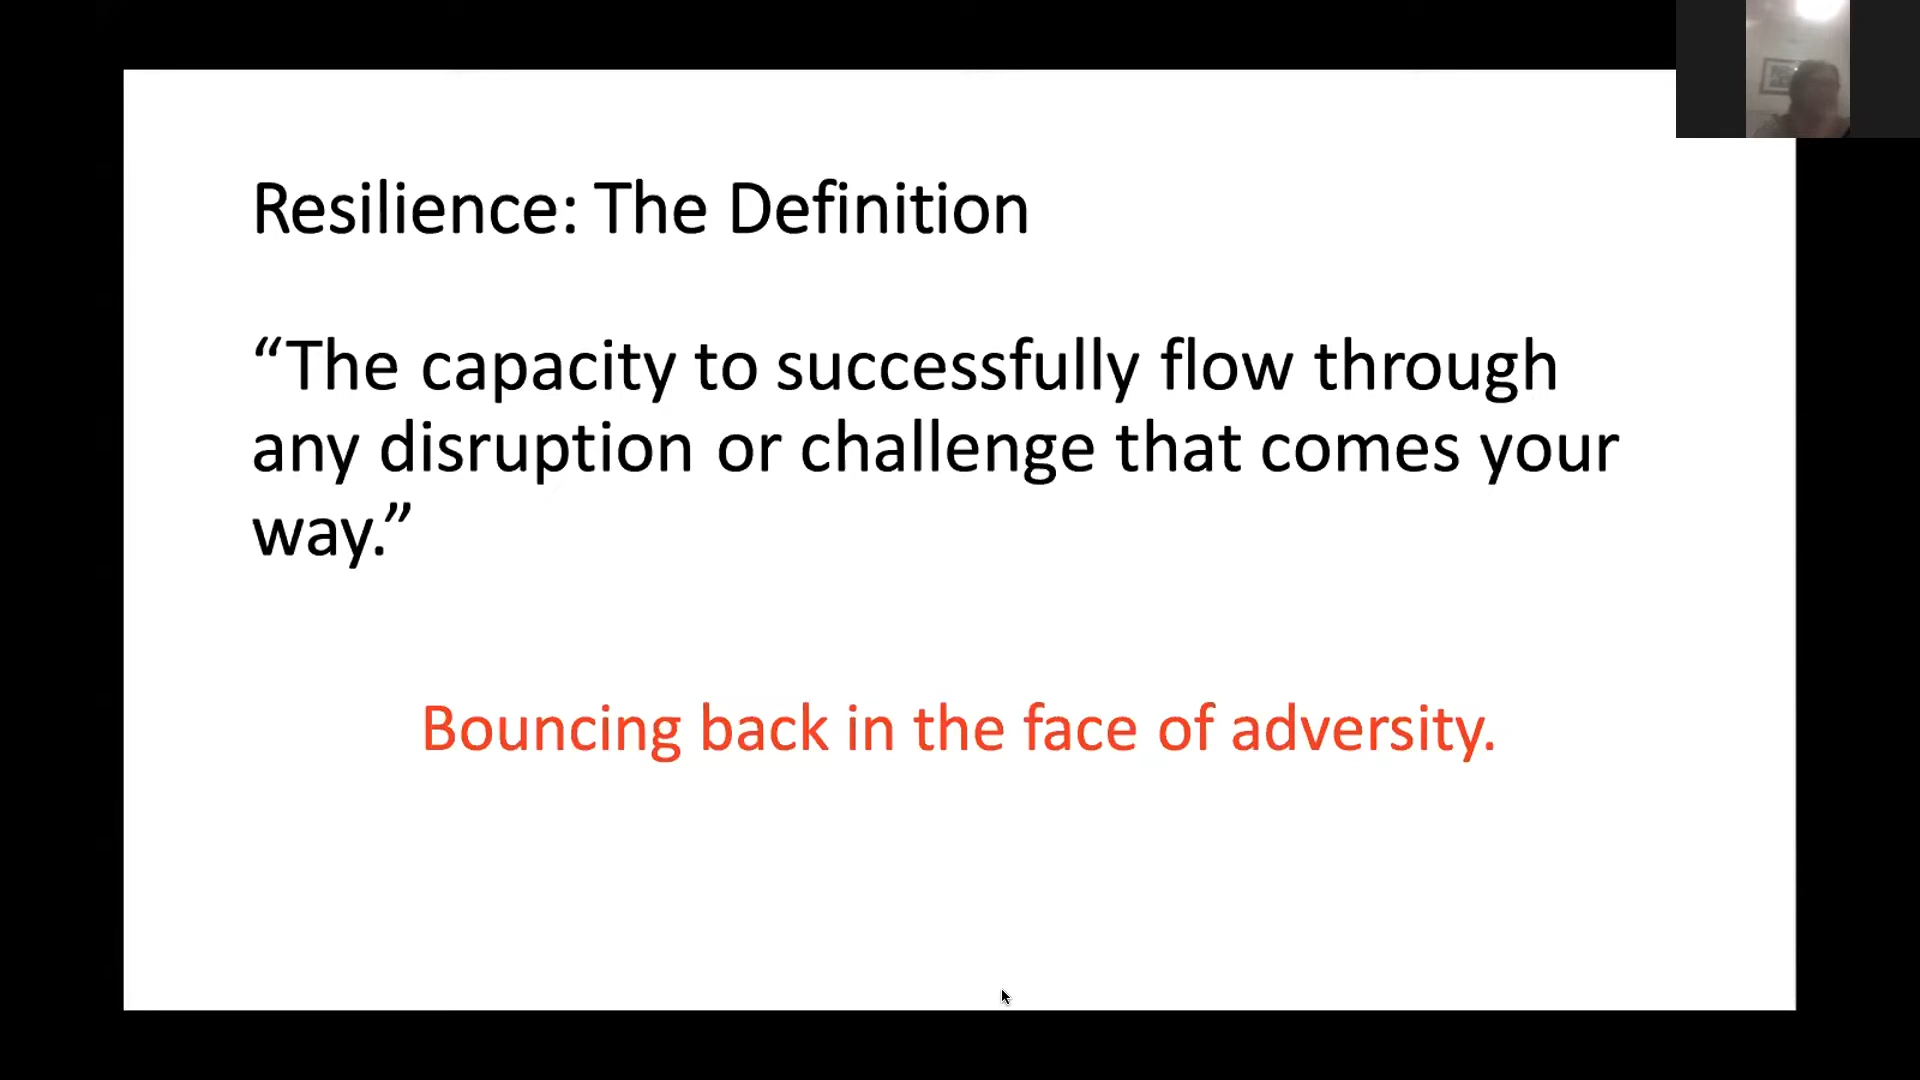 Resilience: The Definition
“The capacity to successfully flow through
any disruption or challenge that comes your
way.”
Bouncing back in the face of adversity.